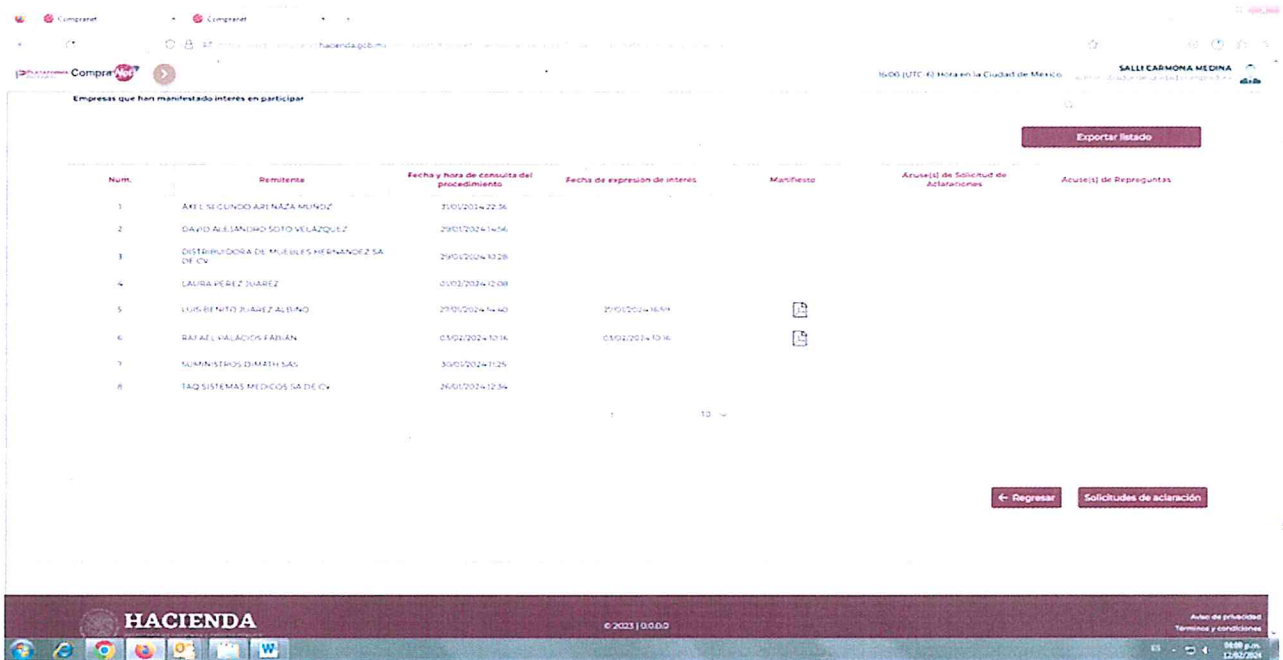 Compranet
Compranet
hacienda.gob.mx
CompraNet
16:00 (UTC-6) Hora en la Ciudad de México
SALLI CARMONA MEDINA
Empresas que han manifestado interés en participar
Exportar listado
Num. Remitente Fecha y hora de consulta del procedimiento Fecha de expresión de interés Manifiesto Acuse(s) de Solicitud de Aclaraciones Acuse(s) de Repreguntas
1 AXEL SEGUNDO ARENAZA MUÑOZ 31/01/2024 22:36
2 DAVID ALEJANDRO SOTO VELAZQUEZ 29/01/2024 14:56
3 DISTRIBUIDORA DE MUEBLES HERNANDEZ SA DE CV 29/01/2024 10:28
4 LAURA PEREZ JUAREZ 01/02/2024 12:08
5 LUIS BENITO JUAREZ ALBINO 27/01/2024 14:40
6 RAFAEL PALACIOS FABIÁN 03/02/2024 10:16 03/02/2024 10:16
7 SUMINISTROS DIMATH SAS 30/01/2024 11:25
8 TAQ SISTEMAS MEDICOS SA DE CV 26/01/2024 12:34
1 10
← Regresar
Solicitudes de aclaración
HACIENDA
© 2023 | 0.0.0.0
Aviso de privacidad
Términos y condiciones
ES
04:00 p.m.
12/02/2024